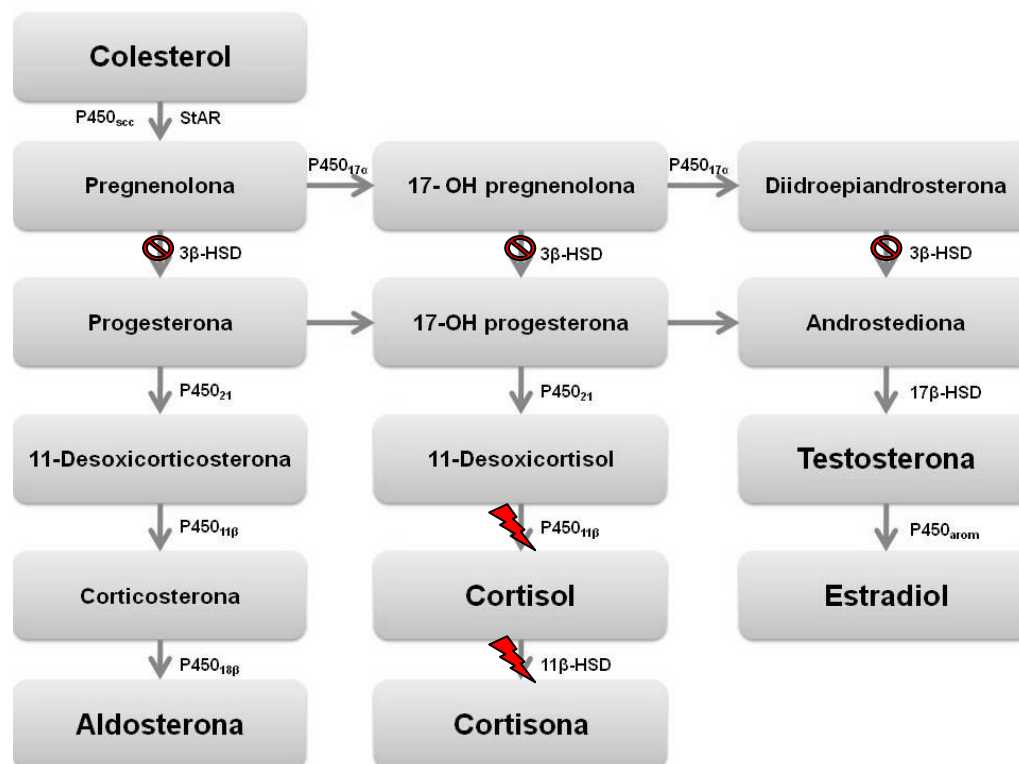 Colesterol
P450scc StAR
Pregnenolona P45017α 17- OH pregnenolona P45017α Diidroepiandrosterona
3β-HSD 3β-HSD 3β-HSD
Progesterona 17-OH progesterona Androstediona
P45021 P45021 17β-HSD
11-Desoxicorticosterona 11-Desoxicortisol Testosterona
P45011β P45011β P450arom
Corticosterona Cortisol Estradiol
P45018β 11β-HSD
Aldosterona Cortisona